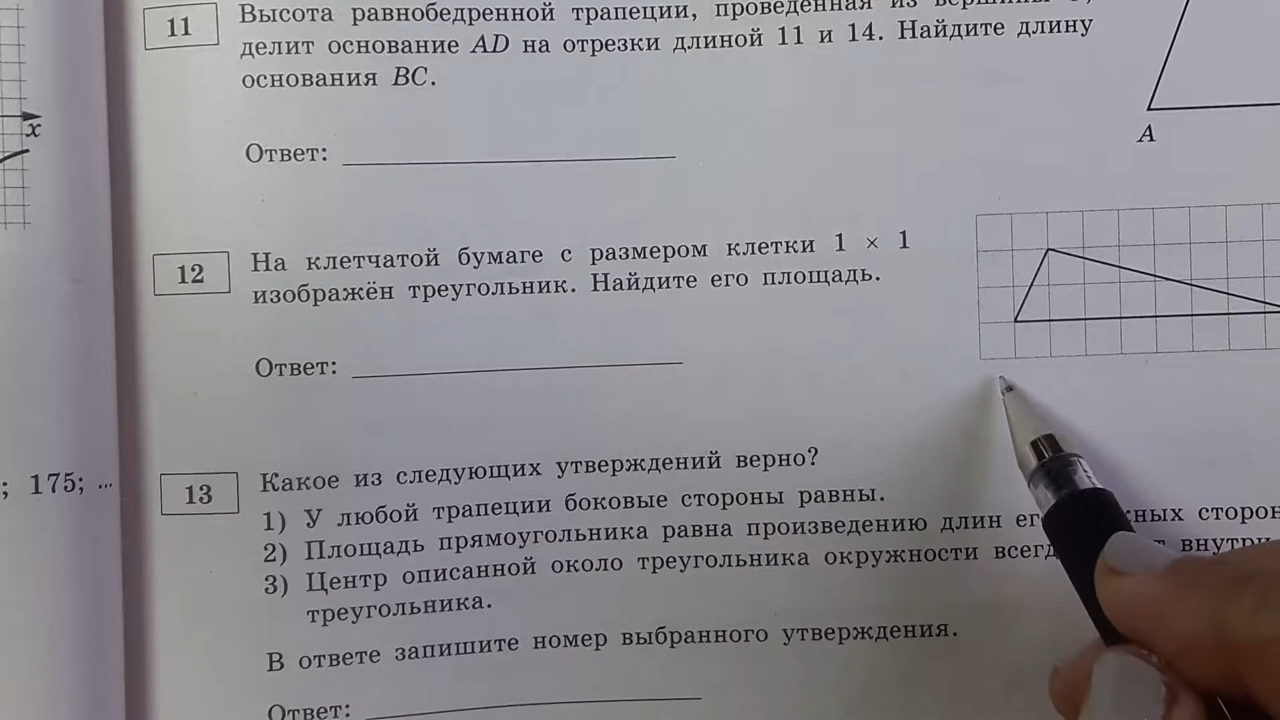 11
Высота равнобедренной трапеции, проведённая из вершины
делит основание AD на отрезки длиной 11 и 14. Найдите длину
основания BC.
Ответ:
x
A
12
На клетчатой бумаге с размером клетки 1 × 1
изображён треугольник. Найдите его площадь.
Ответ:
; 175; ...
13
Какое из следующих утверждений верно?
1) У любой трапеции боковые стороны равны.
2) Площадь прямоугольника равна произведению длин сторон
3) Центр описанной около треугольника окружности внутри
треугольника.
В ответе запишите номер выбранного утверждения.
Ответ: